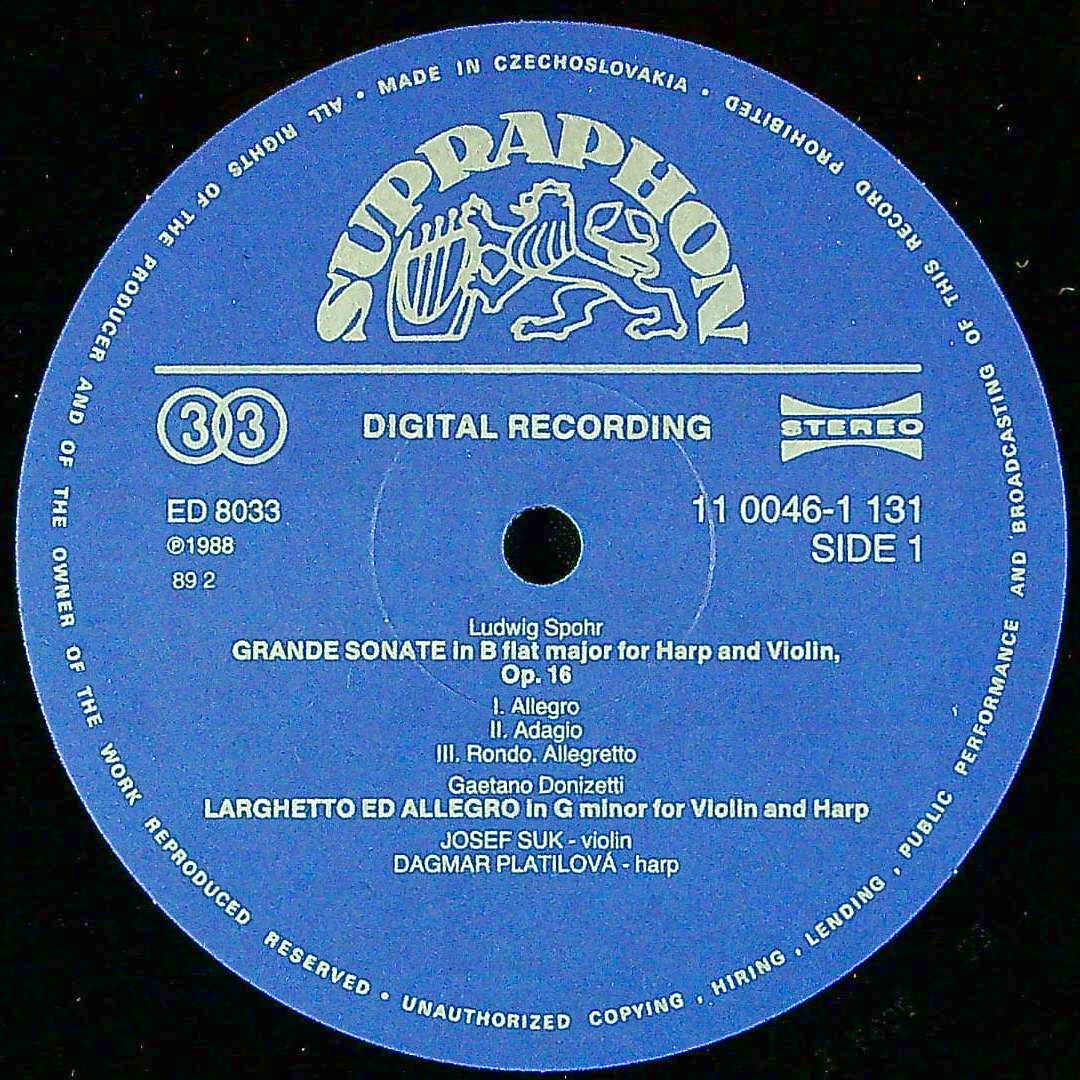 MADE IN CZECHOSLOVAKIA • PROHIBITED
ALL RIGHTS OF THE PRODUCER AND OF THE OWNER OF THE WORK REPRODUCED RESERVED • UNAUTHORIZED COPYING, HIRING, LENDING, PUBLIC PERFORMANCE AND BROADCASTING OF THIS RECORD
SUPRAPHON
33
DIGITAL RECORDING
STEREO
ED 8033
11 0046-1 131
℗1988
SIDE 1
89 2
Ludwig Spohr
GRANDE SONATE in B flat major for Harp and Violin,
Op. 16
I. Allegro
II. Adagio
III. Rondo. Allegretto
Gaetano Donizetti
LARGHETTO ED ALLEGRO in G minor for Violin and Harp
JOSEF SUK - violin
DAGMAR PLATILOVÁ - harp